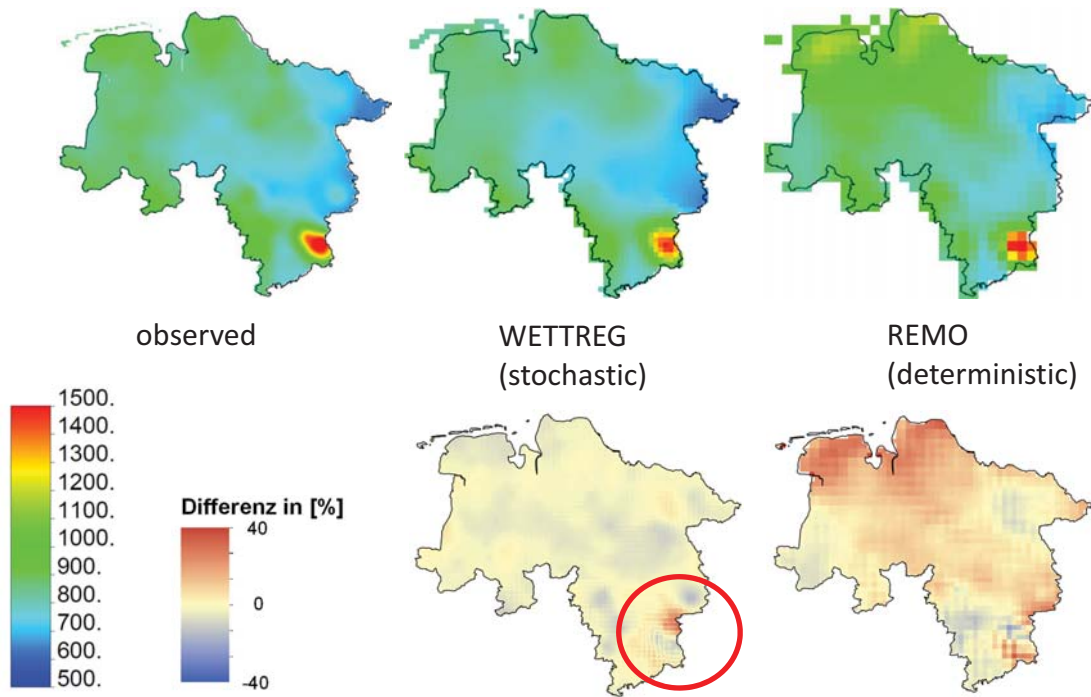 observed
WETTREG
(stochastic)
REMO
(deterministic)
1500.
1400.
1300.
1200.
1100.
1000.
900.
800.
700.
600.
500.
Differenz in [%]
40
0
-40